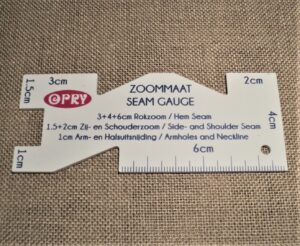 3cm
2cm
1.5cm
OPRY
ZOOMMAAT
SEAM GAUGE
4cm
3+4+6cm Rokzoom / Hem Seam
1.5+2cm Zij- en Schouderzoom / Side- and Shoulder Seam
1cm Arm- en Halsuitsnijding / Armholes and Neckline
1cm
6cm